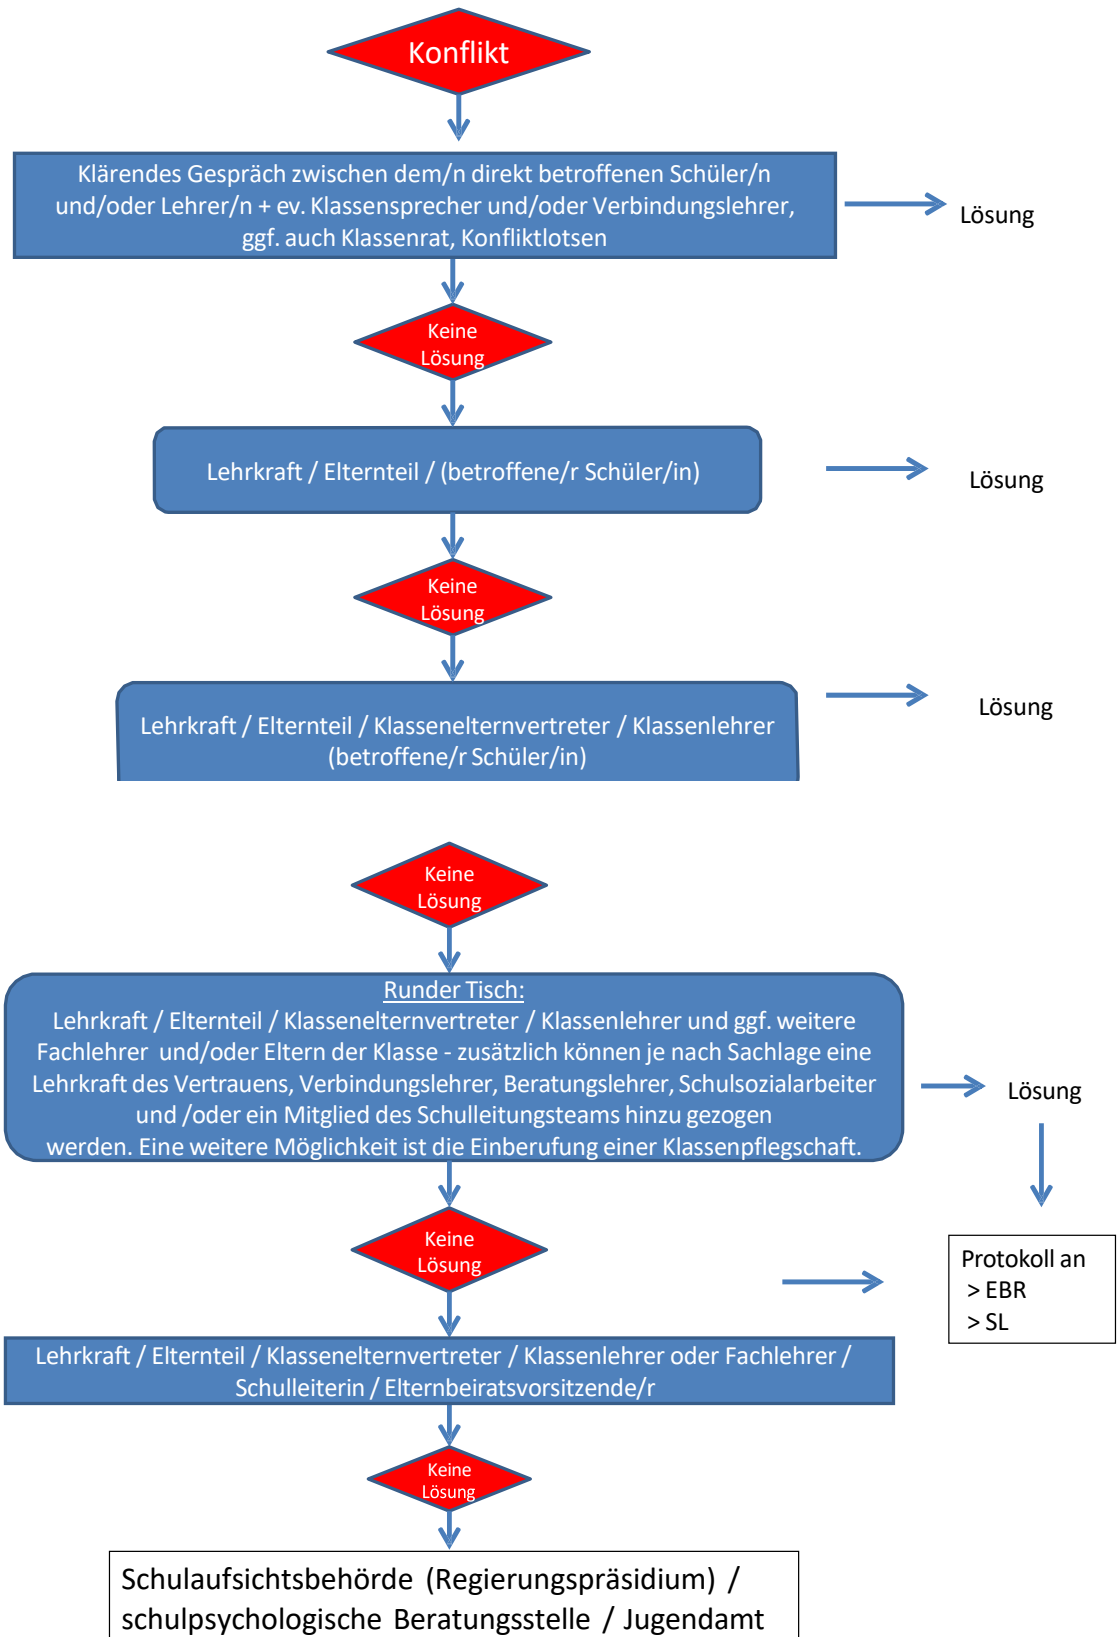 Konflikt
Klärendes Gespräch zwischen dem/n direkt betroffenen Schüler/n
und/oder Lehrer/n + ev. Klassensprecher und/oder Verbindungslehrer,
ggf. auch Klassenrat, Konfliktlotsen
Lösung
Keine
Lösung
Lehrkraft / Elternteil / (betroffene/r Schüler/in)
Lösung
Keine
Lösung
Lehrkraft / Elternteil / Klassenelternvertreter / Klassenlehrer
(betroffene/r Schüler/in)
Lösung
Keine
Lösung
Runder Tisch:
Lehrkraft / Elternteil / Klassenelternvertreter / Klassenlehrer und ggf. weitere
Fachlehrer und/oder Eltern der Klasse - zusätzlich können je nach Sachlage eine
Lehrkraft des Vertrauens, Verbindungslehrer, Beratungslehrer, Schulsozialarbeiter
und /oder ein Mitglied des Schulleitungsteams hinzu gezogen
werden. Eine weitere Möglichkeit ist die Einberufung einer Klassenpflegschaft.
Lösung
Keine
Lösung
Protokoll an
> EBR
> SL
Lehrkraft / Elternteil / Klassenelternvertreter / Klassenlehrer oder Fachlehrer /
Schulleiterin / Elternbeiratsvorsitzende/r
Keine
Lösung
Schulaufsichtsbehörde (Regierungspräsidium) /
schulpsychologische Beratungsstelle / Jugendamt